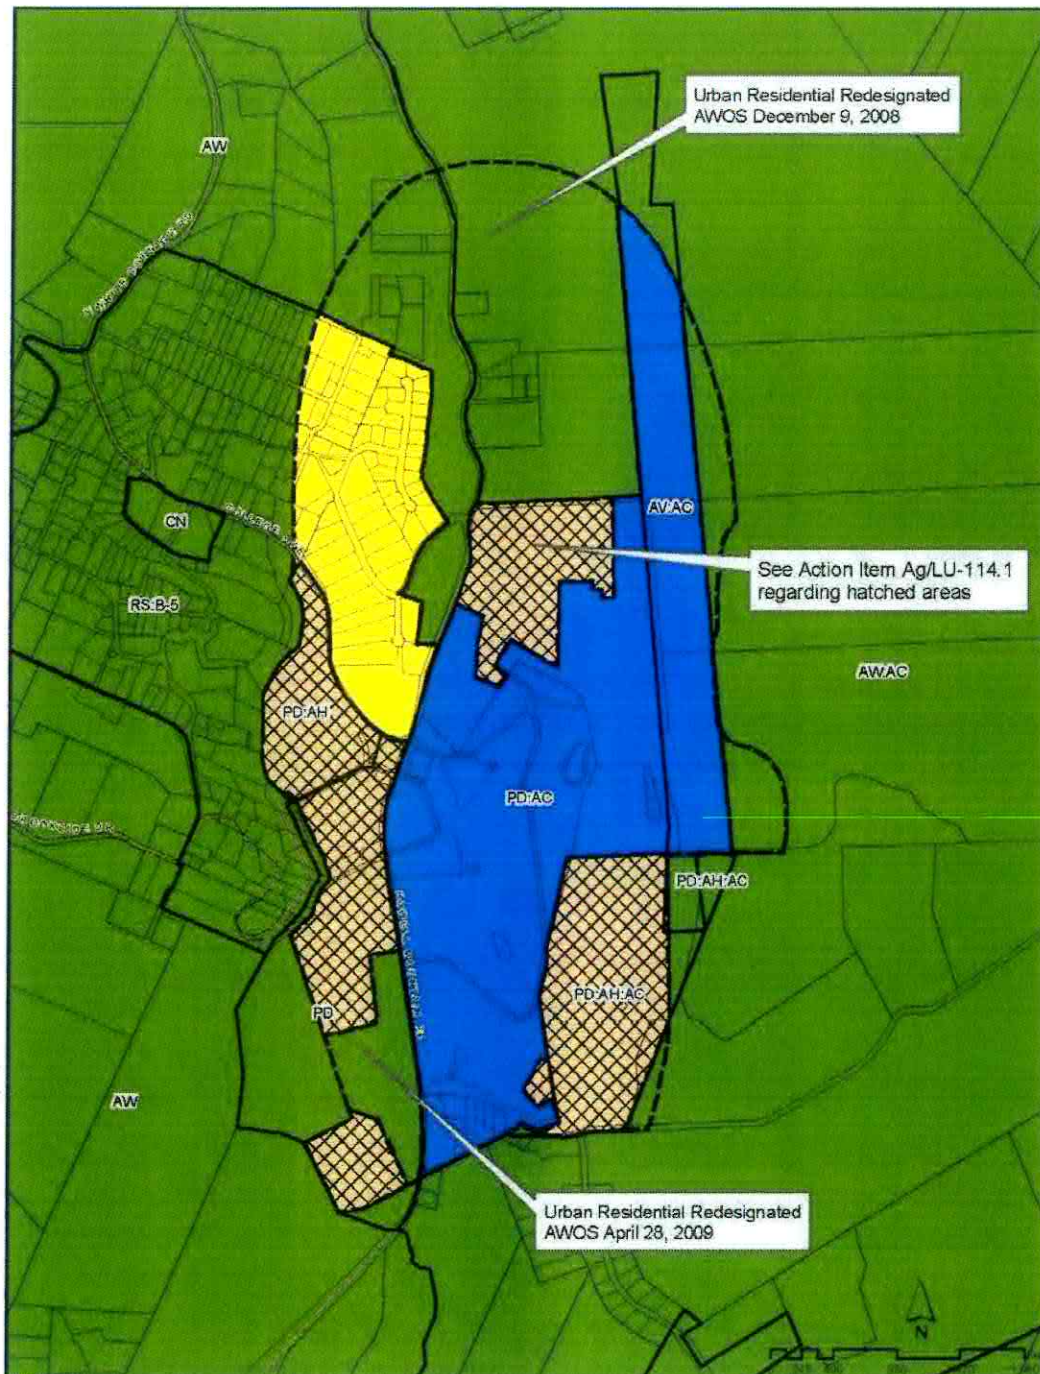 Urban Residential Redesignated
AWOS December 9, 2008
AW
CN
AV:AC
See Action Item Ag/LU-114.1
regarding hatched areas
RS:B-5
AW:AC
PD:AH
PD:AC
PD:AH:AC
PD:AH:AC
PD
AW
Urban Residential Redesignated
AWOS April 28, 2009
N